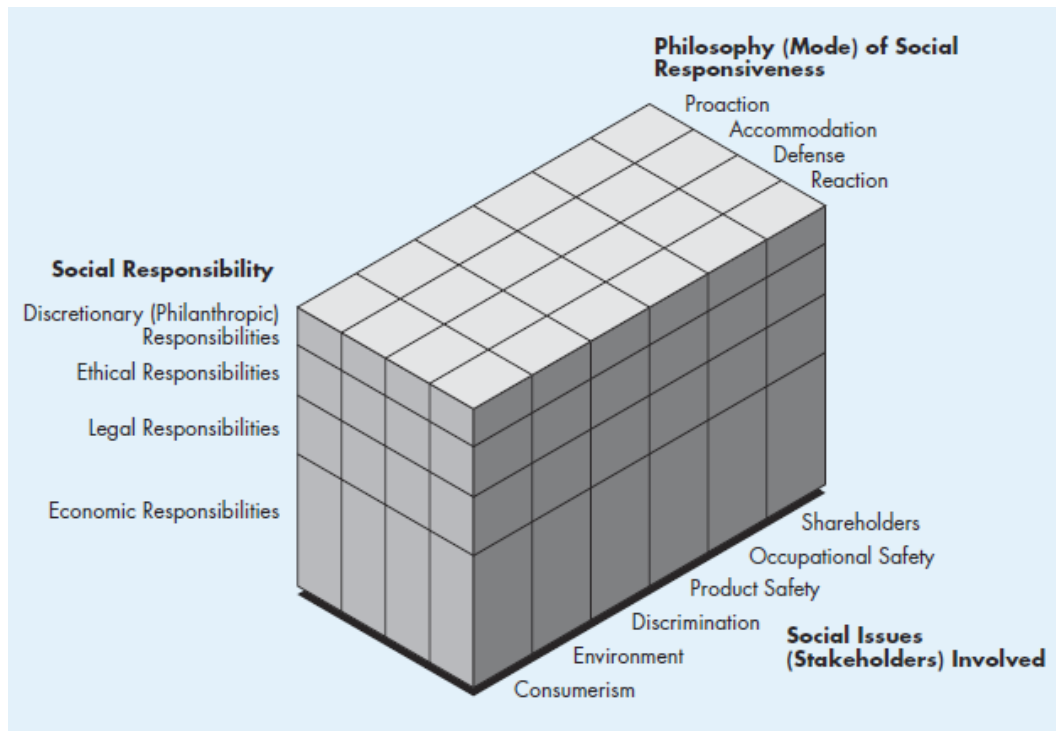 Philosophy (Mode) of Social
Responsiveness
Proaction
Accommodation
Defense
Reaction
Social Responsibility
Discretionary (Philanthropic)
Responsibilities
Ethical Responsibilities
Legal Responsibilities
Economic Responsibilities
Shareholders
Occupational Safety
Product Safety
Discrimination
Social Issues
(Stakeholders) Involved
Environment
Consumerism